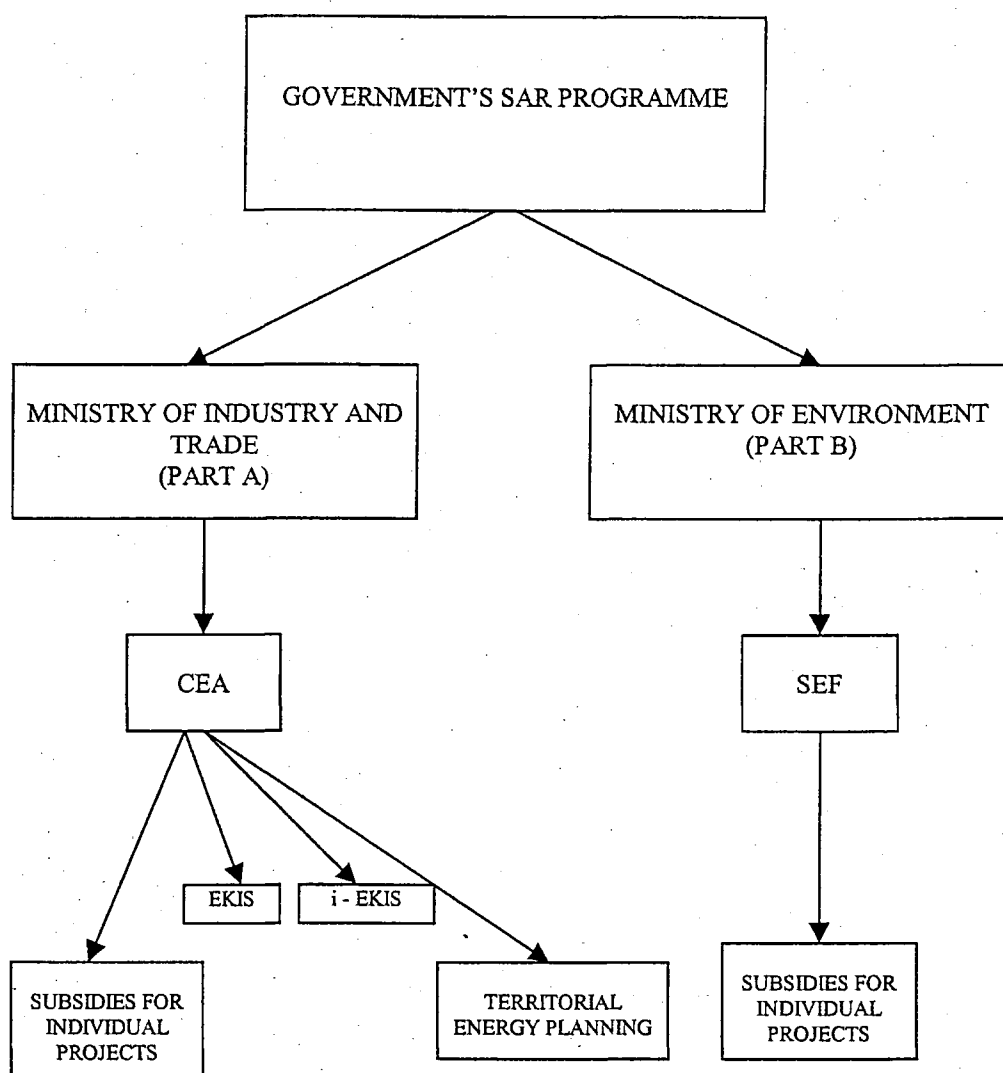 GOVERNMENT'S SAR PROGRAMME
MINISTRY OF INDUSTRY AND
TRADE
(PART A)
MINISTRY OF ENVIRONMENT
(PART B)
CEA
SEF
EKIS
i - EKIS
SUBSIDIES FOR
INDIVIDUAL
PROJECTS
TERRITORIAL
ENERGY PLANNING
SUBSIDIES FOR
INDIVIDUAL
PROJECTS